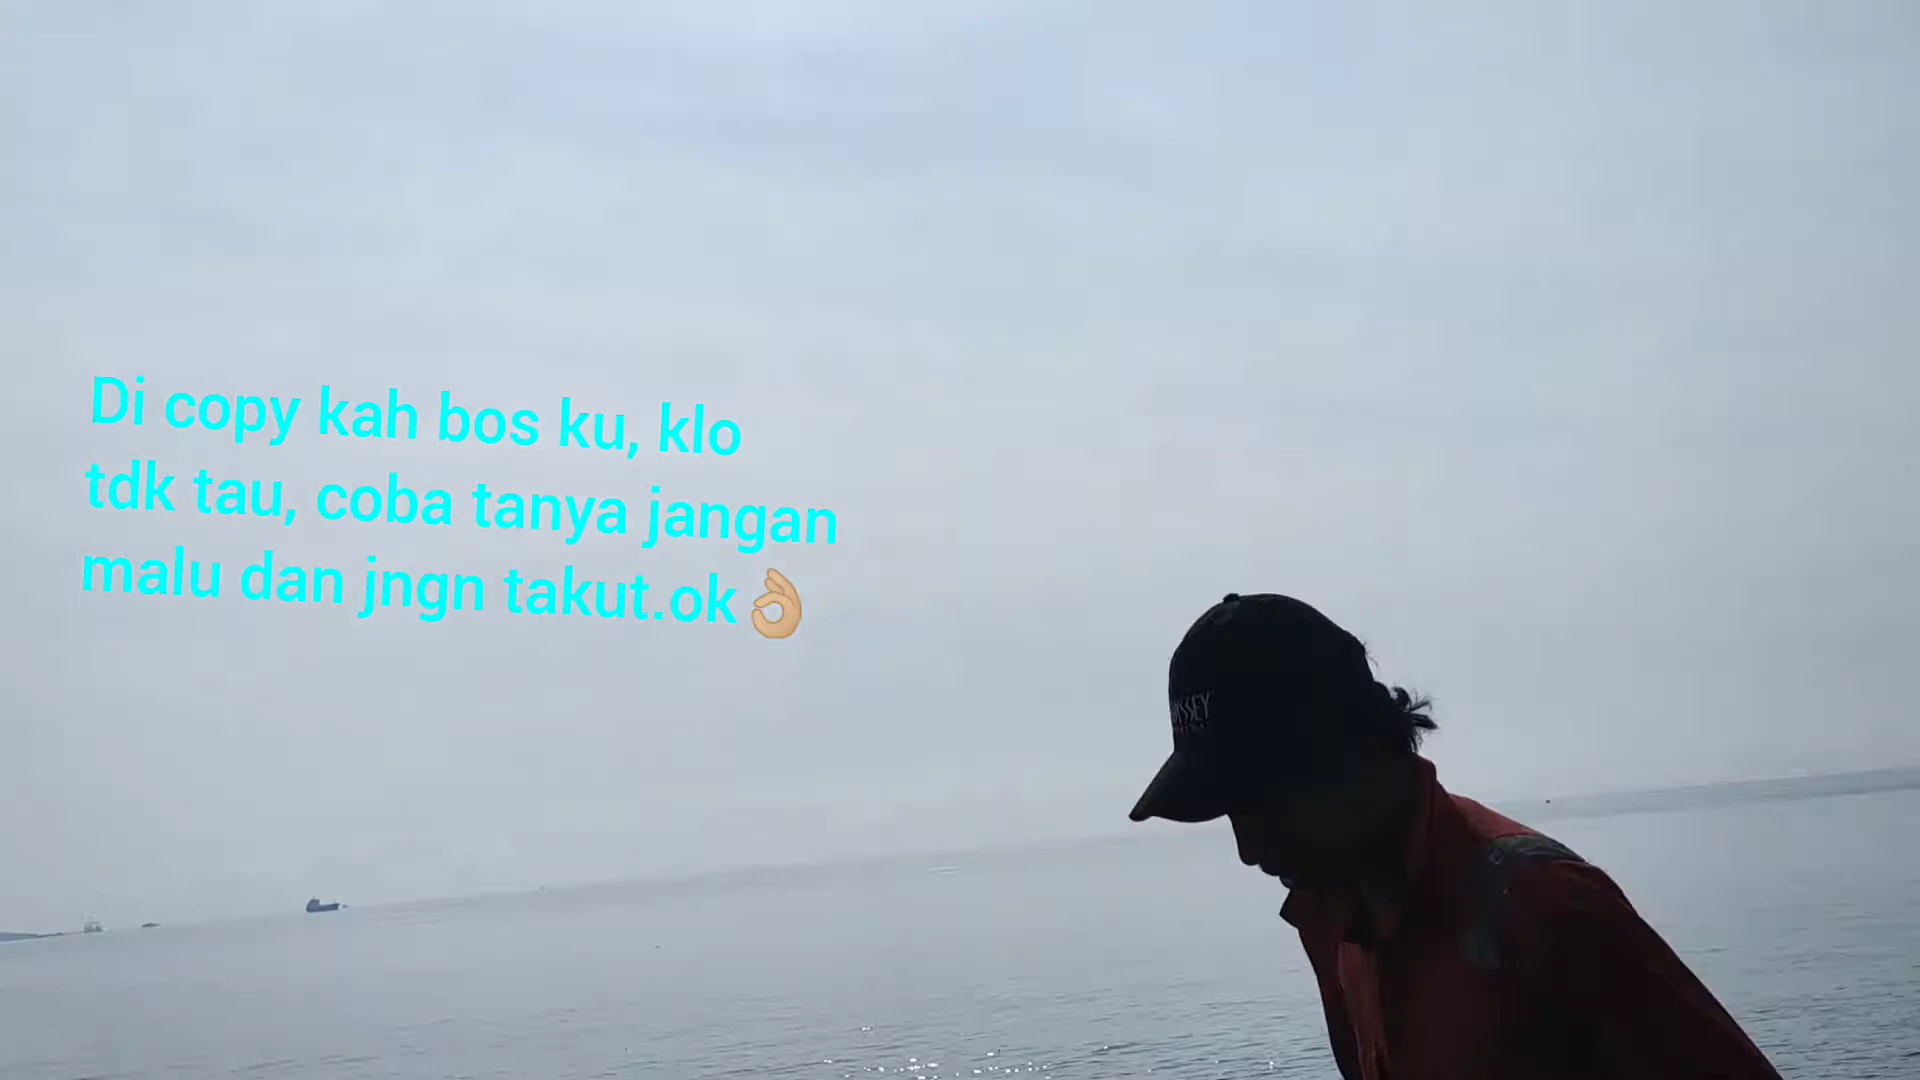 Di copy kah bos ku, klo
tdk tau, coba tanya jangan
malu dan jngn takut.ok👌🏼